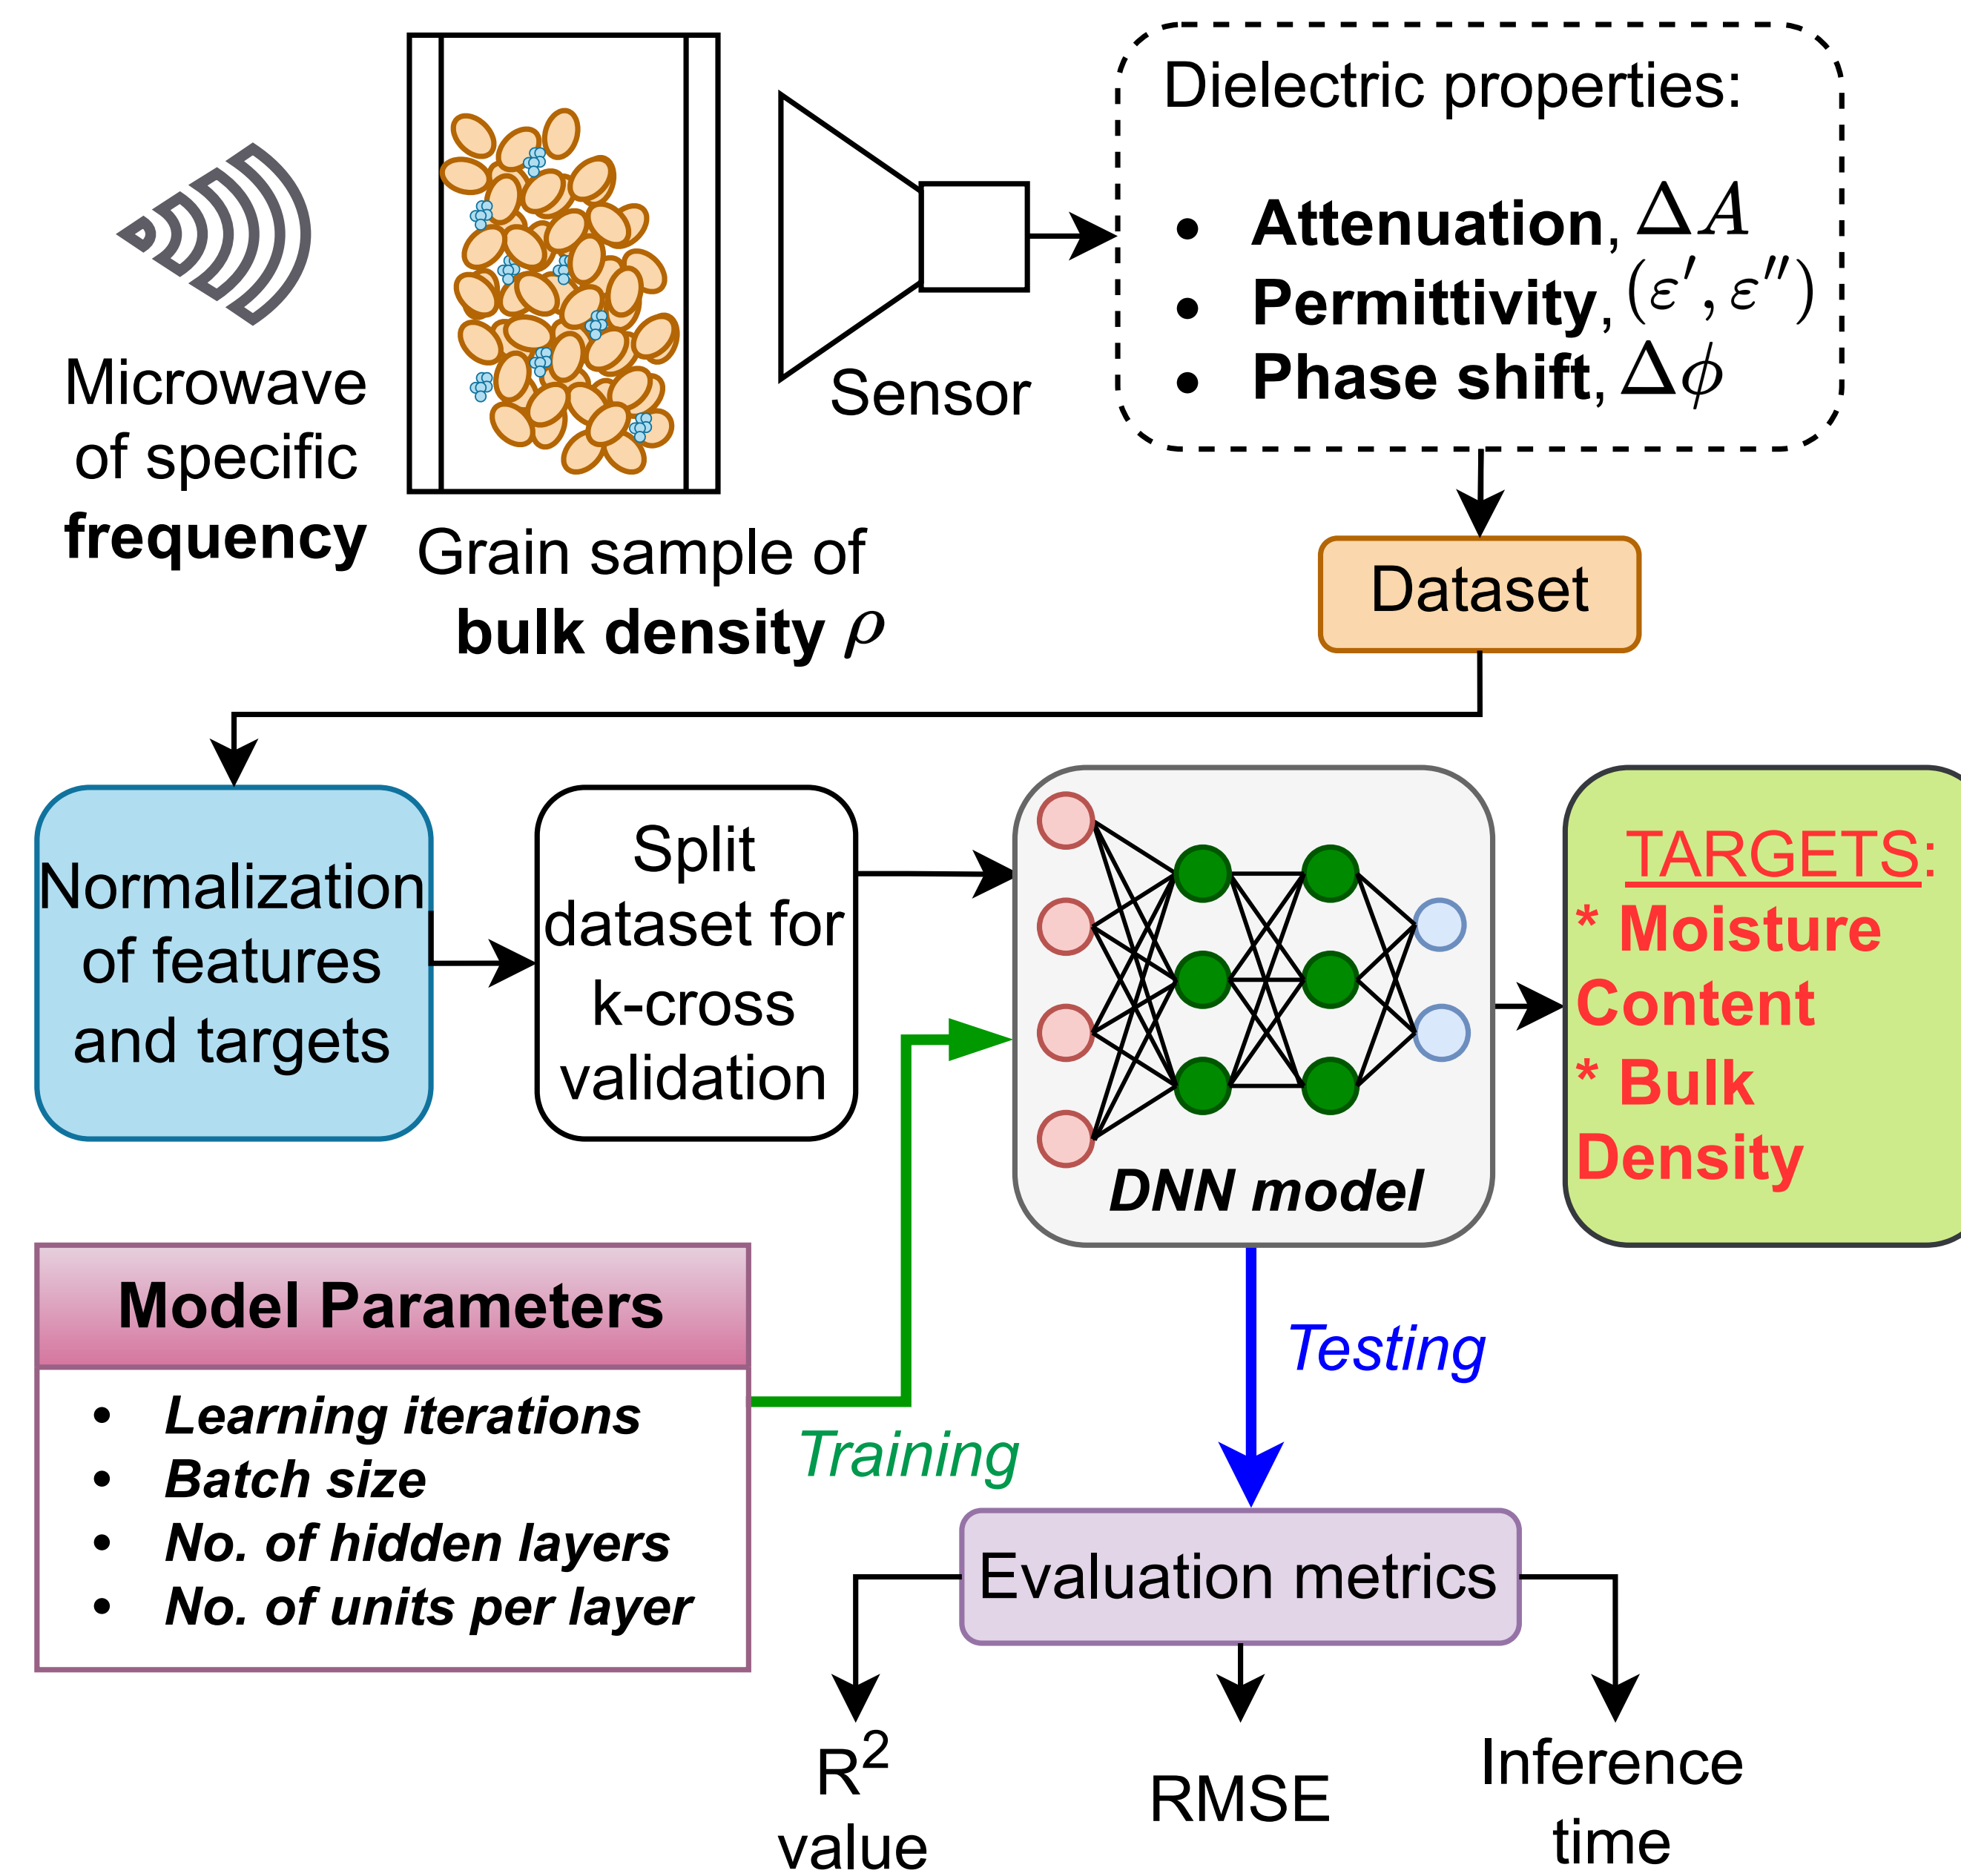 Microwave
of specific
frequency
Grain sample of
bulk density ρ
Sensor
Dielectric properties:
• Attenuation, ΔA
• Permittivity, (ε′, ε″)
• Phase shift, Δϕ
Dataset
Normalization
of features
and targets
Split
dataset for
k-cross
validation
DNN model
TARGETS:
* Moisture
Content
* Bulk
Density
Model Parameters
• Learning iterations
• Batch size
• No. of hidden layers
• No. of units per layer
Training
Testing
Evaluation metrics
R²
value
RMSE
Inference
time